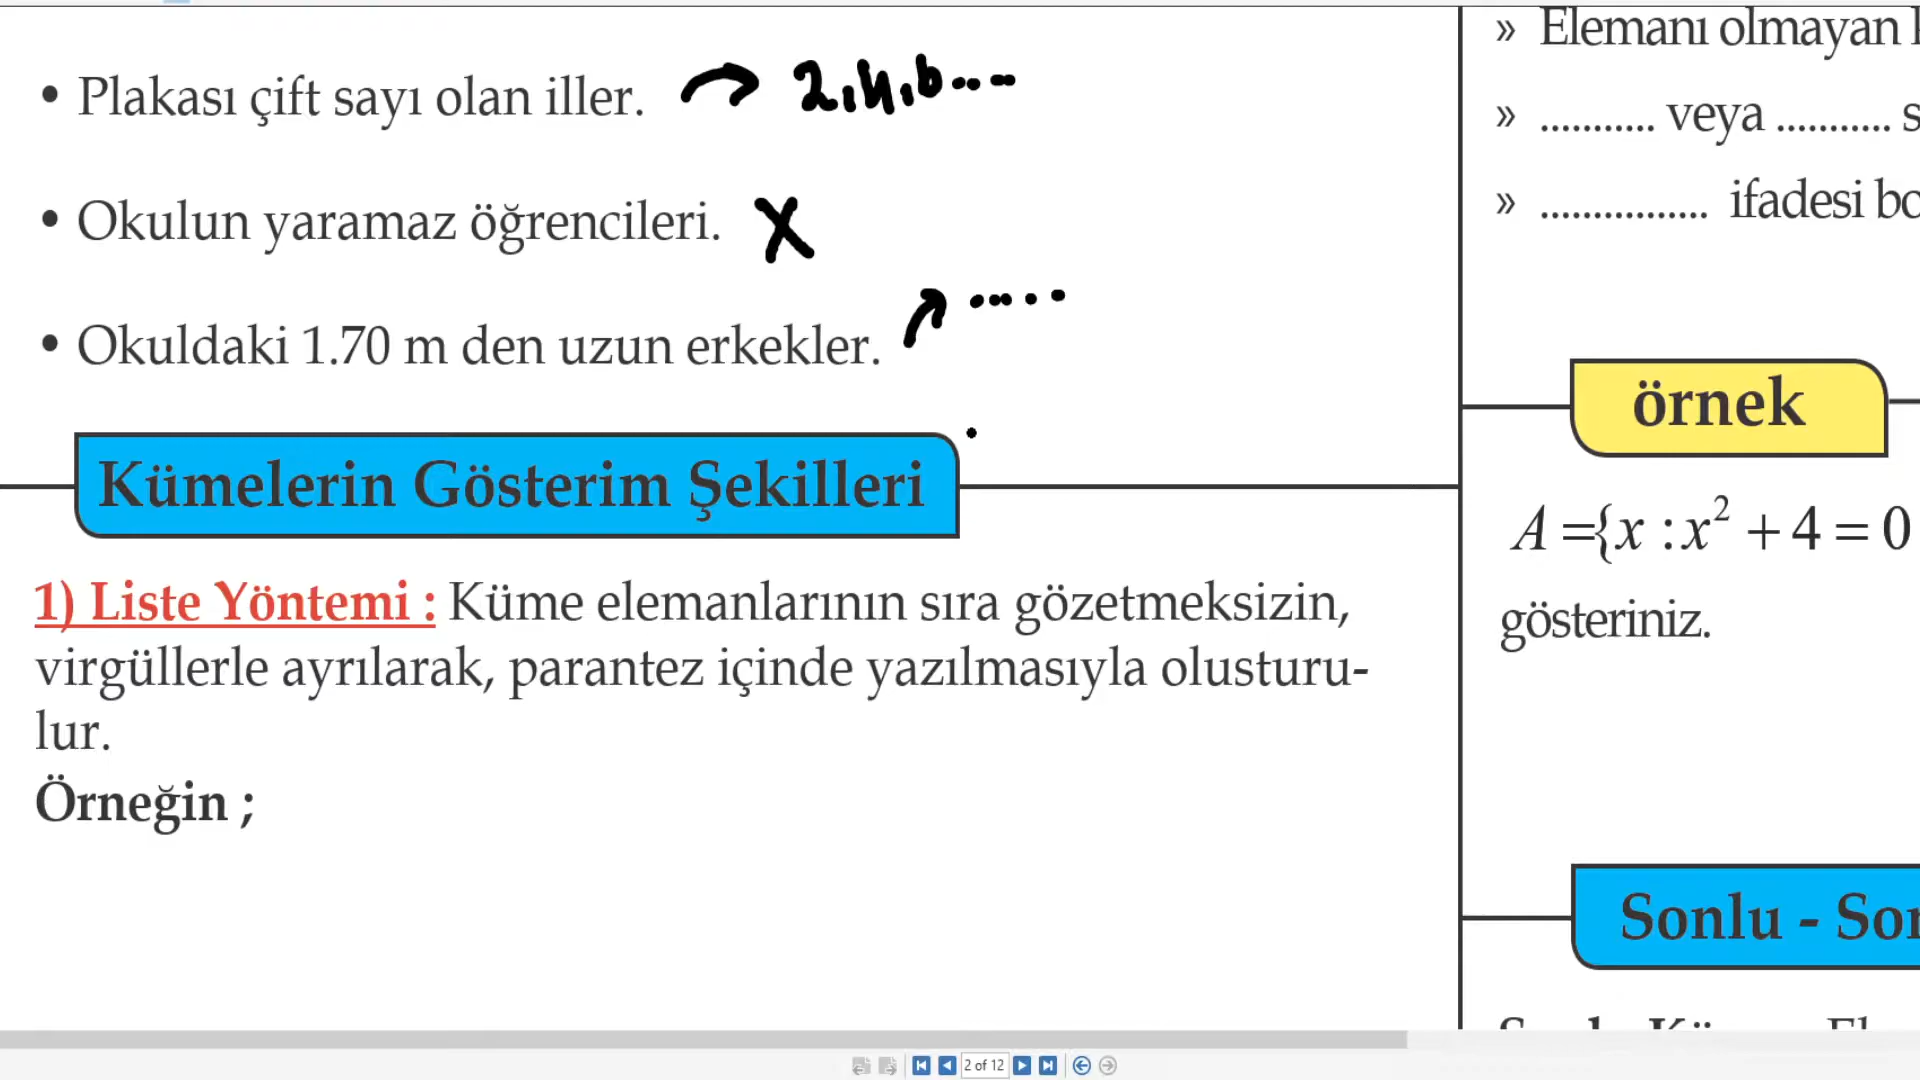 • Plakası çift sayı olan iller. 2,4,6.....
• Okulun yaramaz öğrencileri. X
• Okuldaki 1.70 m den uzun erkekler. .....
Kümelerin Gösterim Şekilleri
1) Liste Yöntemi : Küme elemanlarının sıra gözetmeksizin,
virgüllerle ayrılarak, parantez içinde yazılmasıyla olusturu-
lur.
Örneğin ;
» Elemanı olmayan
» ........... veya ...........
» ................ ifadesi
örnek
A={x : x² + 4 = 0
gösteriniz.
Sonlu -
2 of 12